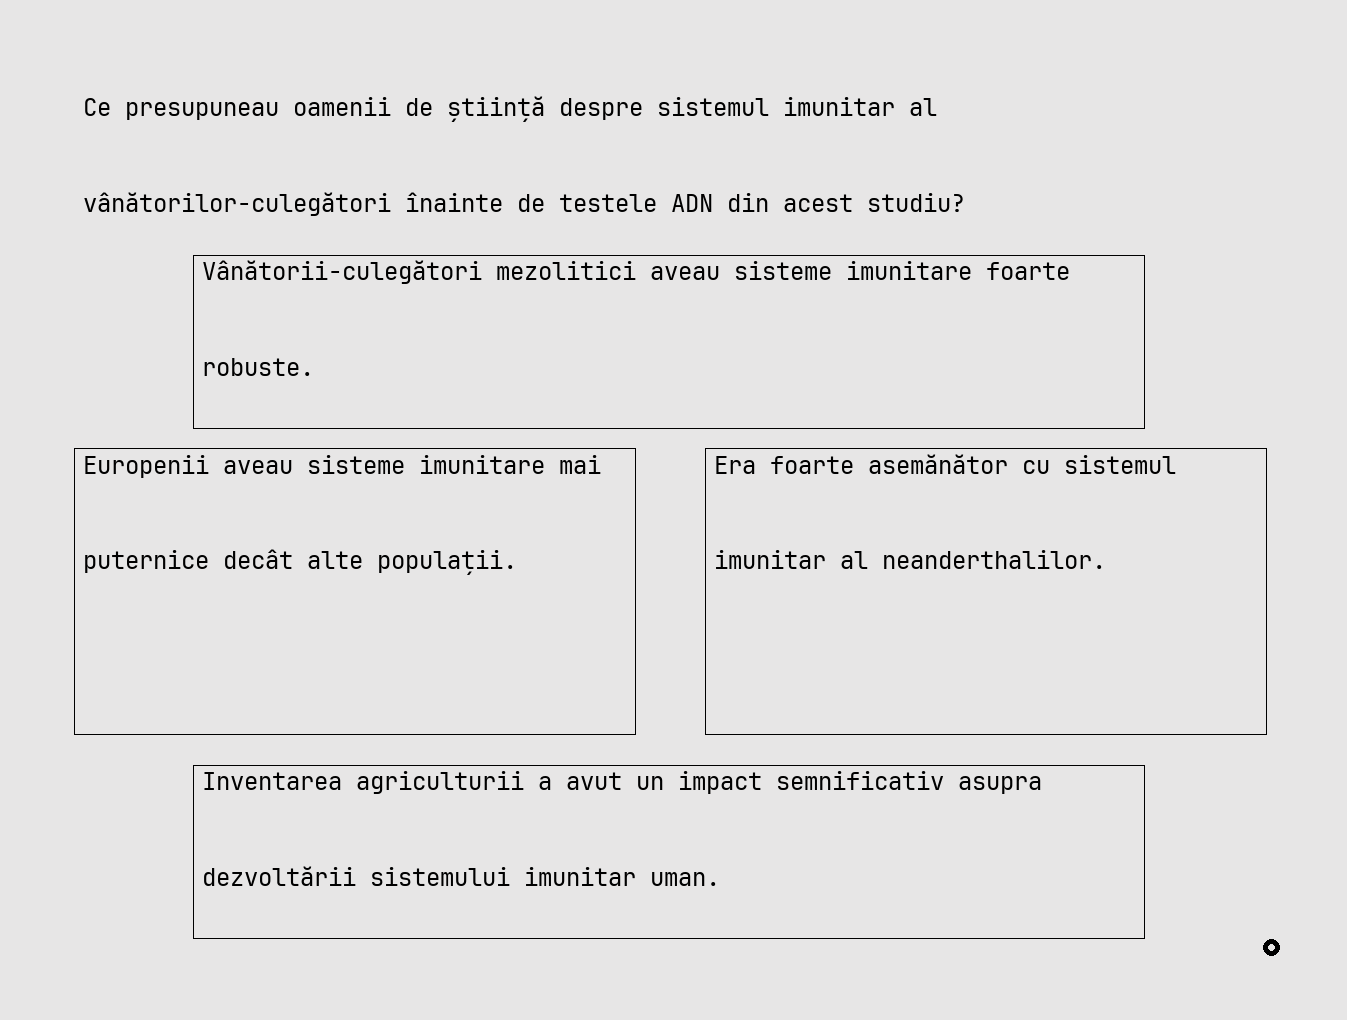 Ce presupuneau oamenii de știință despre sistemul imunitar al
vânătorilor-culegători înainte de testele ADN din acest studiu?
Vânătorii-culegători mezolitici aveau sisteme imunitare foarte
robuste.
Europenii aveau sisteme imunitare mai
puternice decât alte populații.
Era foarte asemănător cu sistemul
imunitar al neanderthalilor.
Inventarea agriculturii a avut un impact semnificativ asupra
dezvoltării sistemului imunitar uman.